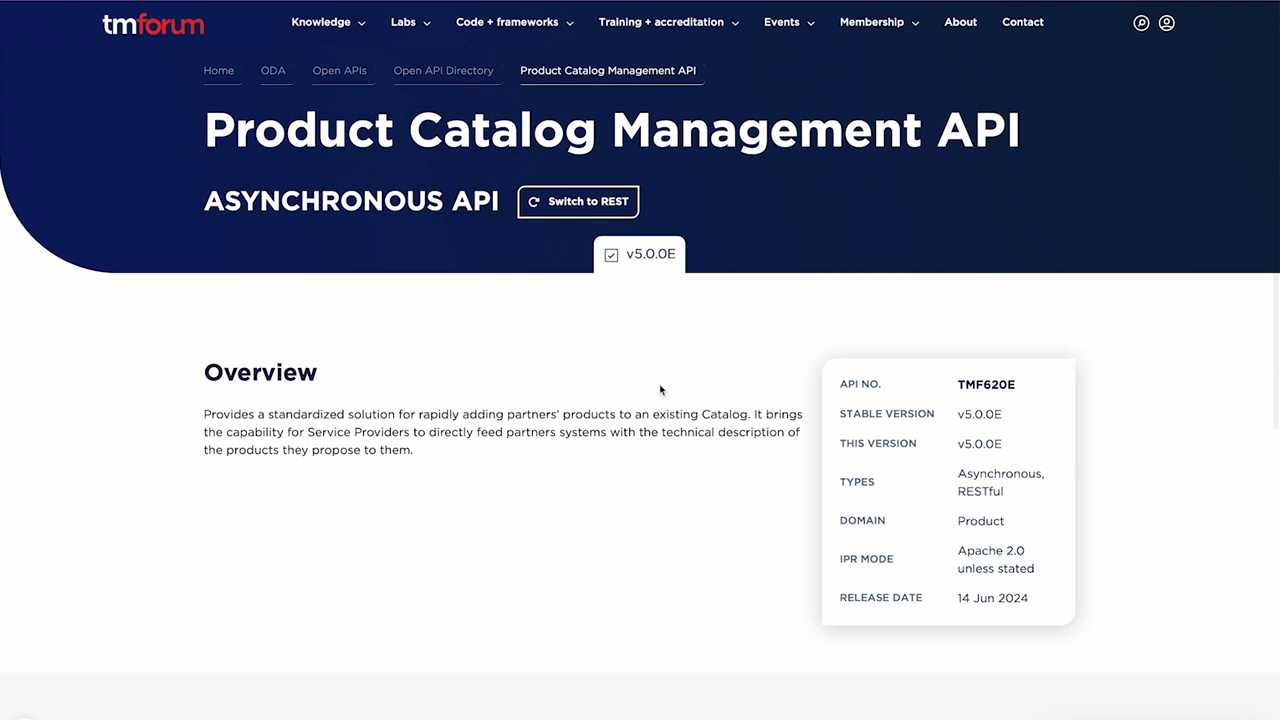 tmforum
Knowledge Labs Code + frameworks Training + accreditation Events Membership About Contact
Home ODA Open APIs Open API Directory Product Catalog Management API
Product Catalog Management API
ASYNCHRONOUS API Switch to REST
v5.0.0E
Overview
Provides a standardized solution for rapidly adding partners' products to an existing Catalog. It brings
the capability for Service Providers to directly feed partners systems with the technical description of
the products they propose to them.
API NO. TMF620E
STABLE VERSION v5.0.0E
THIS VERSION v5.0.0E
TYPES Asynchronous,
RESTful
DOMAIN Product
IPR MODE Apache 2.0
unless stated
RELEASE DATE 14 Jun 2024